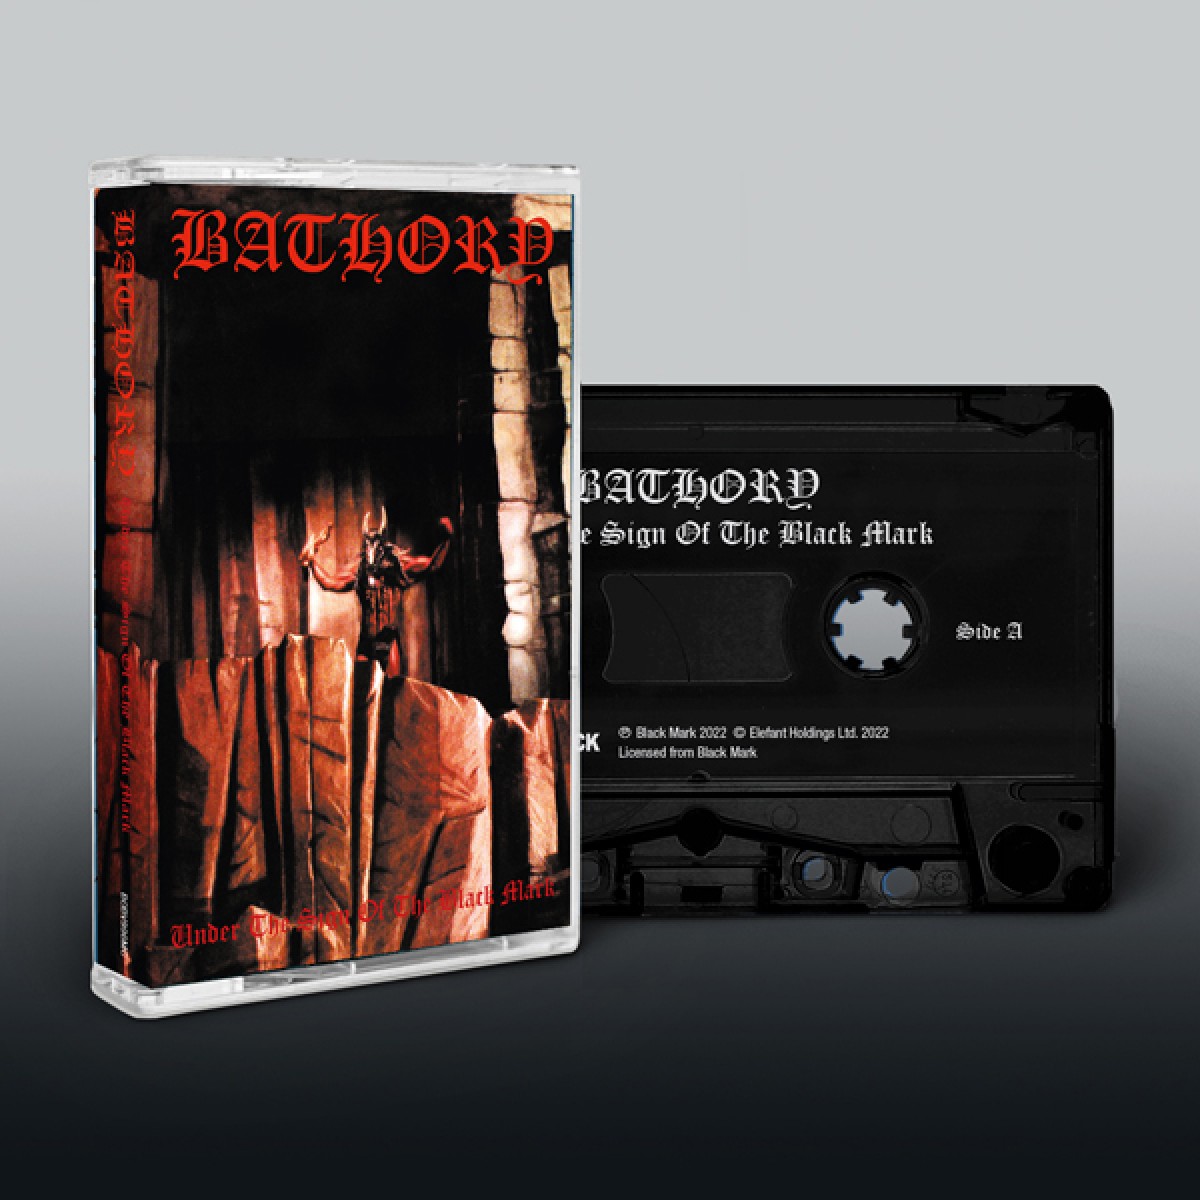 BATHORY
Under The Sign Of The Black Mark
BATHORY
Under The Sign Of The Black Mark
BATHORY
e Sign Of The Black Mark
Side A
CK
℗ Black Mark 2022 © Elefant Holdings Ltd. 2022
Licensed from Black Mark